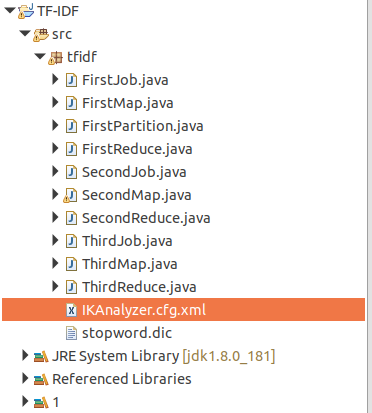 TF-IDF
src
tfidf
FirstJob.java
FirstMap.java
FirstPartition.java
FirstReduce.java
SecondJob.java
SecondMap.java
SecondReduce.java
ThirdJob.java
ThirdMap.java
ThirdReduce.java
IKAnalyzer.cfg.xml
stopword.dic
JRE System Library [jdk1.8.0_181]
Referenced Libraries
1